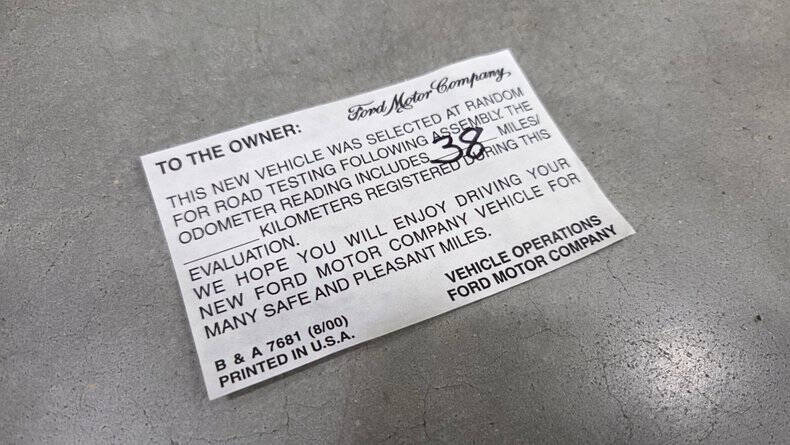 Ford Motor Company
TO THE OWNER:
THIS NEW VEHICLE WAS SELECTED AT RANDOM
FOR ROAD TESTING FOLLOWING ASSEMBLY. THE
ODOMETER READING INCLUDES 38 MILES/
________ KILOMETERS REGISTERED DURING THIS
EVALUATION.
WE HOPE YOU WILL ENJOY DRIVING YOUR
NEW FORD MOTOR COMPANY VEHICLE FOR
MANY SAFE AND PLEASANT MILES.
VEHICLE OPERATIONS
FORD MOTOR COMPANY
B & A 7681 (8/00)
PRINTED IN U.S.A.